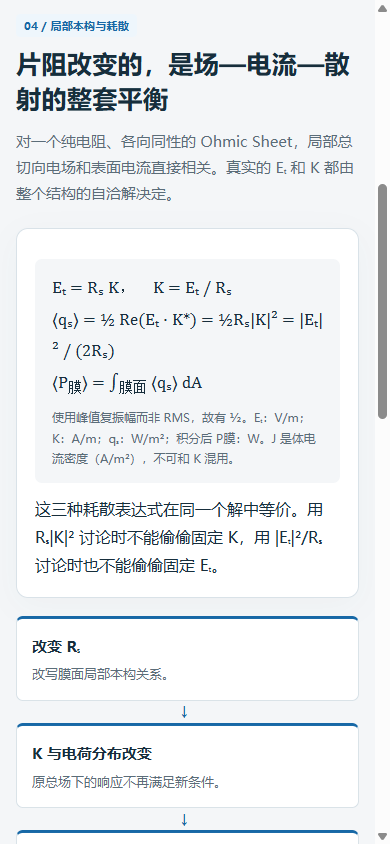 04 / 局部本构与耗散
片阻改变的，是场—电流—散
射的整套平衡
对一个纯电阻、各向同性的 Ohmic Sheet，局部总
切向电场和表面电流直接相关。真实的 Eₜ 和 K 都由
整个结构的自洽解决定。
Eₜ = Rₛ K，  K = Eₜ / Rₛ
⟨qₛ⟩ = ½ Re(Eₜ · K*) = ½Rₛ|K|² = |Eₜ|
² / (2Rₛ)
⟨P膜⟩ = ∫膜面 ⟨qₛ⟩ dA
使用峰值复振幅而非 RMS，故有 ½。Eₜ：V/m；
K：A/m；qₛ：W/m²；积分后 P膜：W。J 是体电
流密度（A/m²），不可和 K 混用。
这三种耗散表达式在同一个解中等价。用
Rₛ|K|² 讨论时不能偷偷固定 K，用 |Eₜ|²/Rₛ
讨论时也不能偷偷固定 Eₜ。
改变 Rₛ
改写膜面局部本构关系。
↓
K 与电荷分布改变
原总场下的响应不再满足新条件。
↓